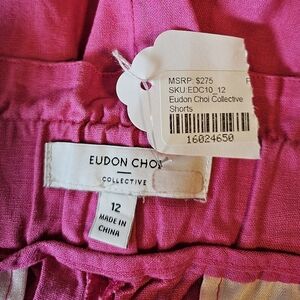 MSRP: $275
SKU:EDC10_12
Eudon Choi Collective
Shorts
16024650
EUDON CHOI
COLLECTIVE
12
MADE IN
CHINA